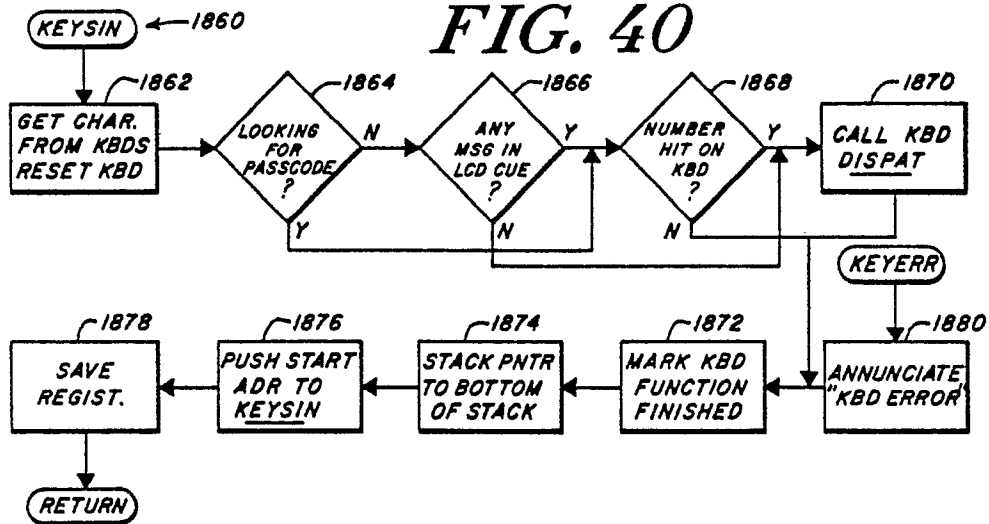 FIG. 40
KEYSIN
1860
1862
GET CHAR.
FROM KBDS
RESET KBD
1864
LOOKING
FOR
PASSCODE
?
N
Y
1866
ANY
MSG IN
LCD CUE
?
Y
N
1868
NUMBER
HIT ON
KBD
?
Y
N
1870
CALL KBD
DISPAT
KEYERR
1880
ANNUNCIATE
"KBD ERROR"
1872
MARK KBD
FUNCTION
FINISHED
1874
STACK PNTR
TO BOTTOM
OF STACK
1876
PUSH START
ADR TO
KEYSIN
1878
SAVE
REGIST.
RETURN